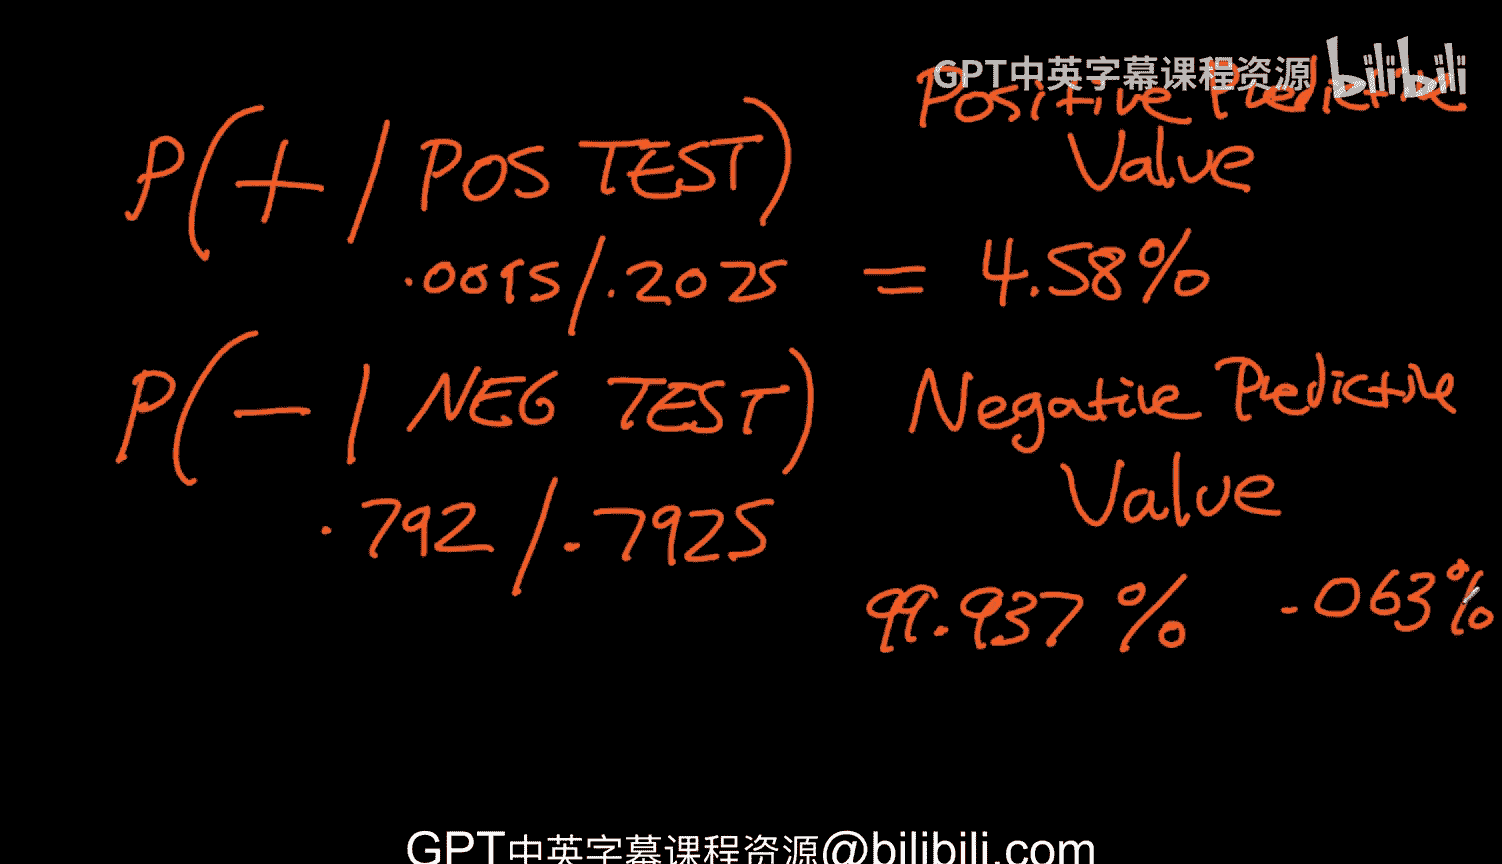 GPT中英字幕课程资源 bilibili
Positive Predictive
Value
P(+ | POS TEST)
.0095/.2075 = 4.58%
P(- | NEG TEST)
Negative Predictive
Value
.792/.7925
99.937% .063%
GPT中英字幕课程资源@bilibili.com